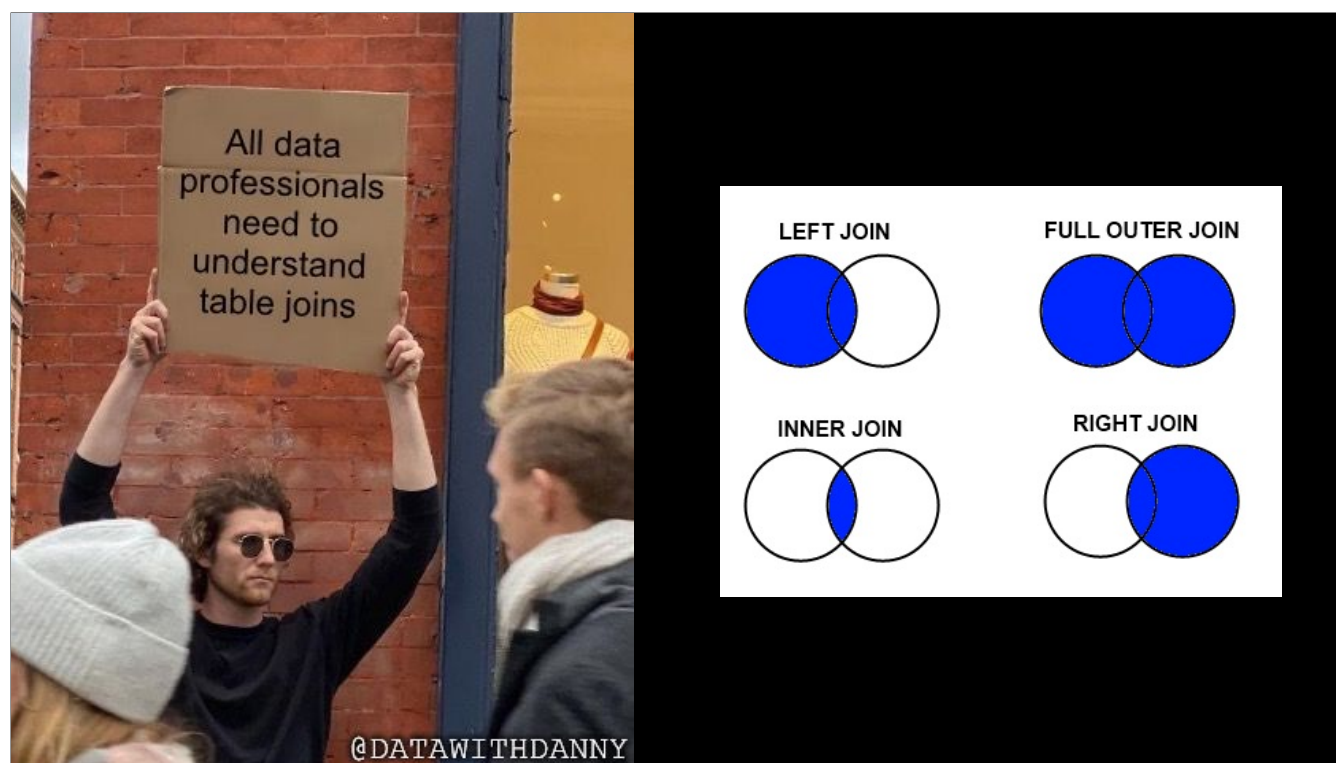 All data
professionals
need to
understand
table joins
@DATAWITHDANNY
LEFT JOIN
FULL OUTER JOIN
INNER JOIN
RIGHT JOIN